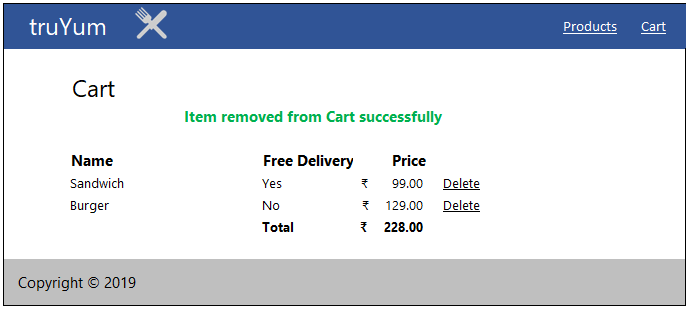 truYum Products Cart
Cart
Item removed from Cart successfully
Name Free Delivery Price
Sandwich Yes ₹ 99.00 Delete
Burger No ₹ 129.00 Delete
Total ₹ 228.00
Copyright © 2019